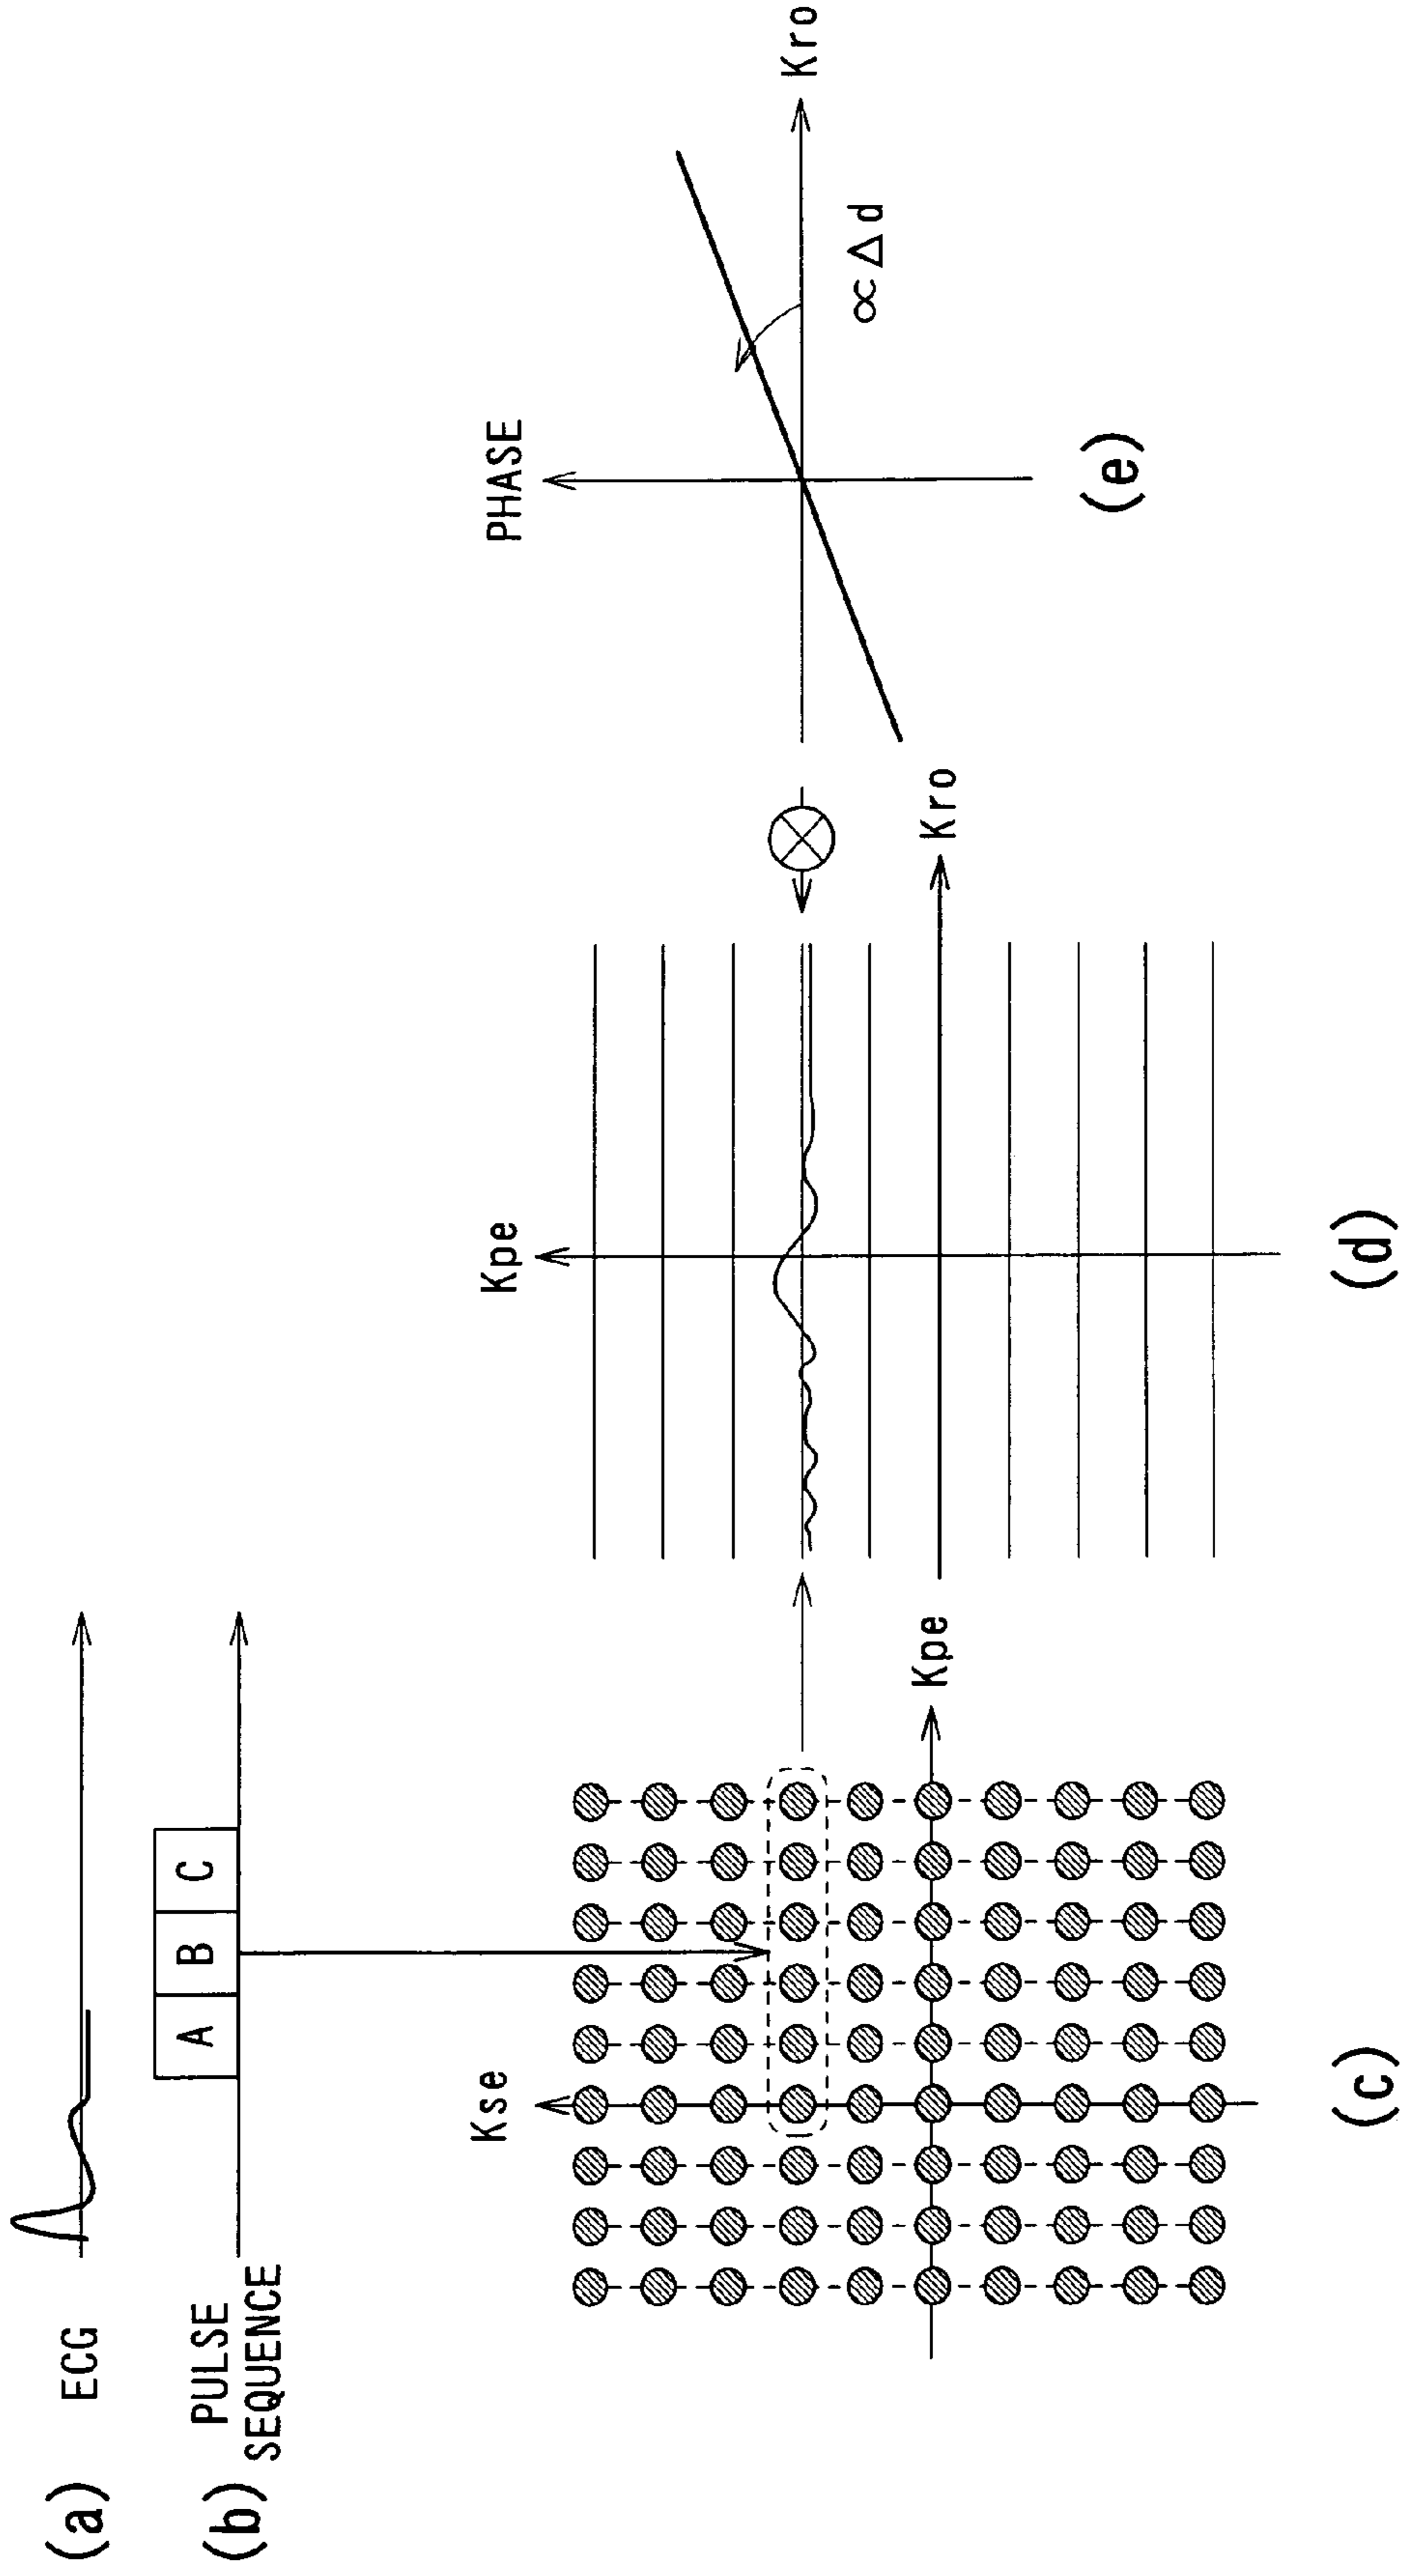 (a) ECG
(b) PULSE
SEQUENCE
A B C
Kse
Kpe
(c)
Kpe
Kro
(d)
PHASE
Kro
∝Δd
(e)